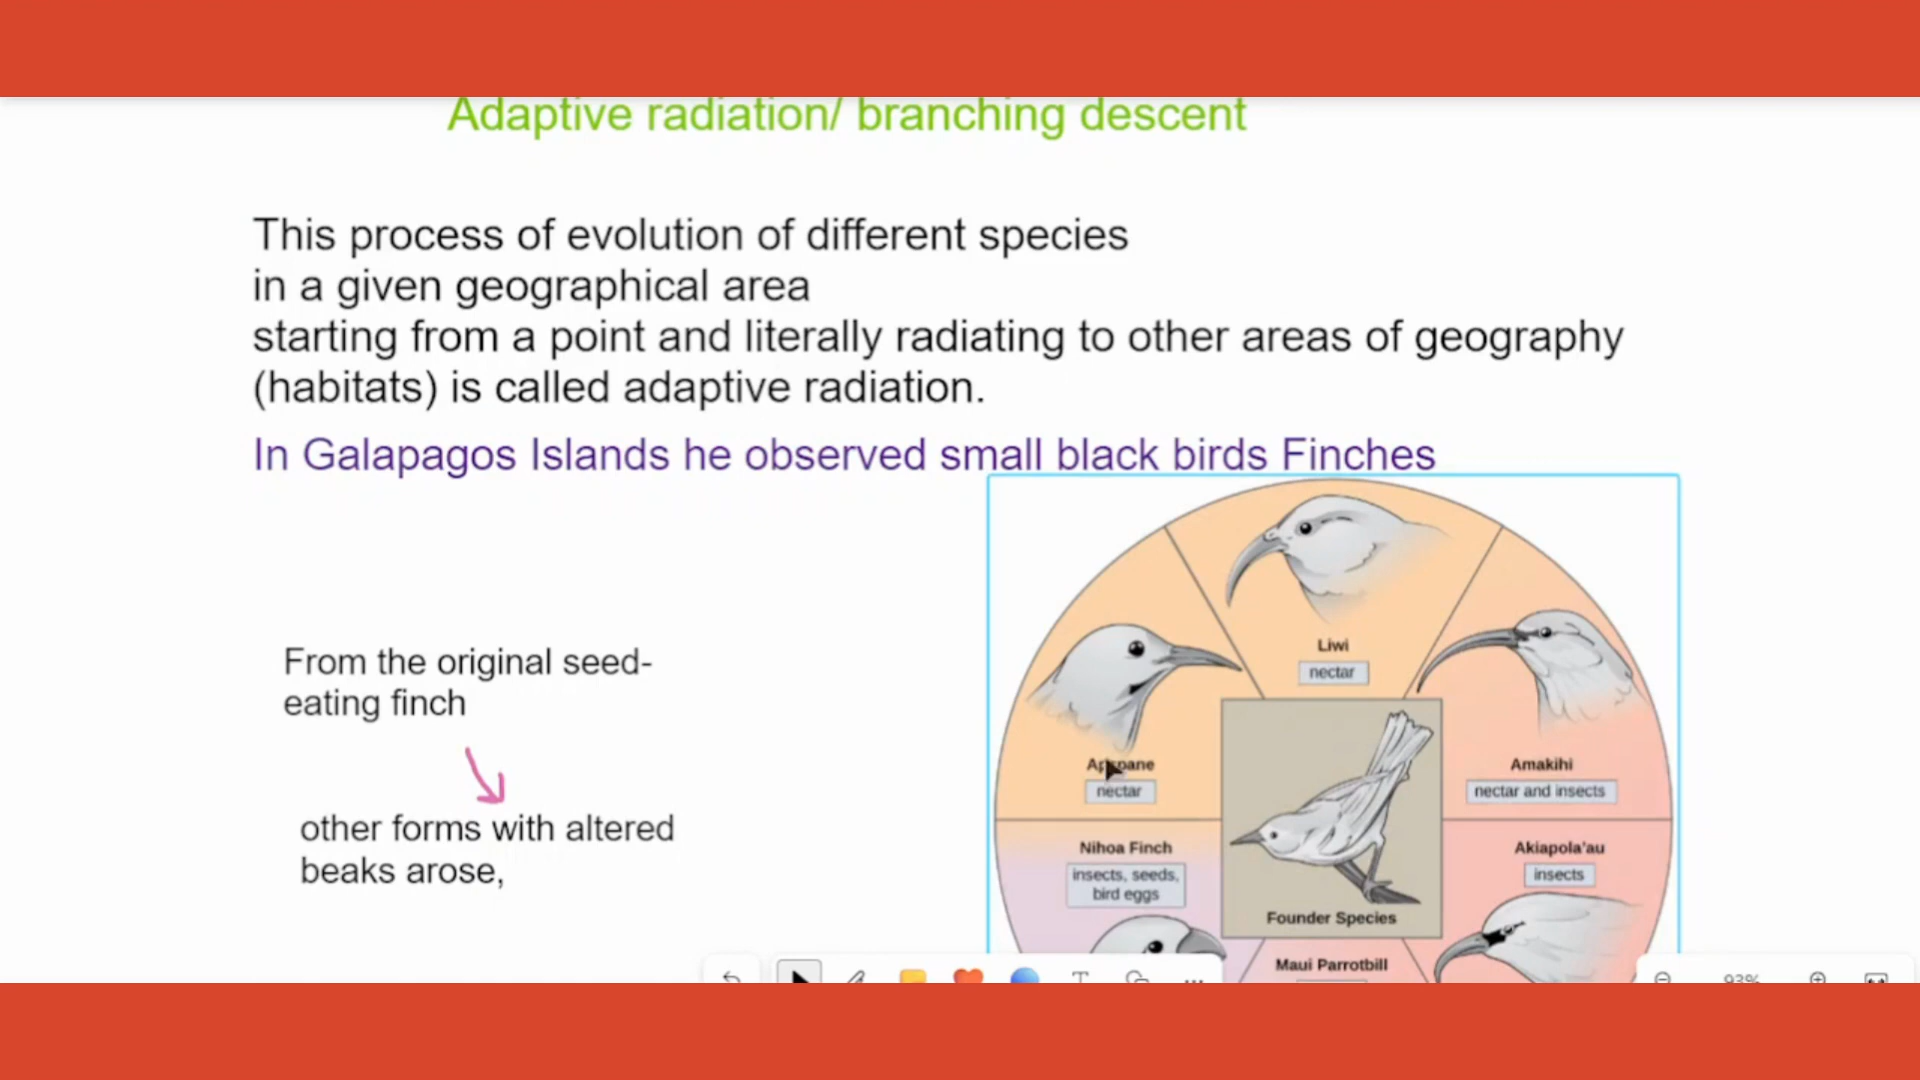 Adaptive radiation/ branching descent
This process of evolution of different species
in a given geographical area
starting from a point and literally radiating to other areas of geography
(habitats) is called adaptive radiation.
In Galapagos Islands he observed small black birds Finches
From the original seed-
eating finch
other forms with altered
beaks arose,
Liwi
nectar
nectar
Amakihi
nectar and insects
Nihoa Finch
insects, seeds,
bird eggs
Akiapola'au
insects
Founder Species
Maui Parrotbill
93%